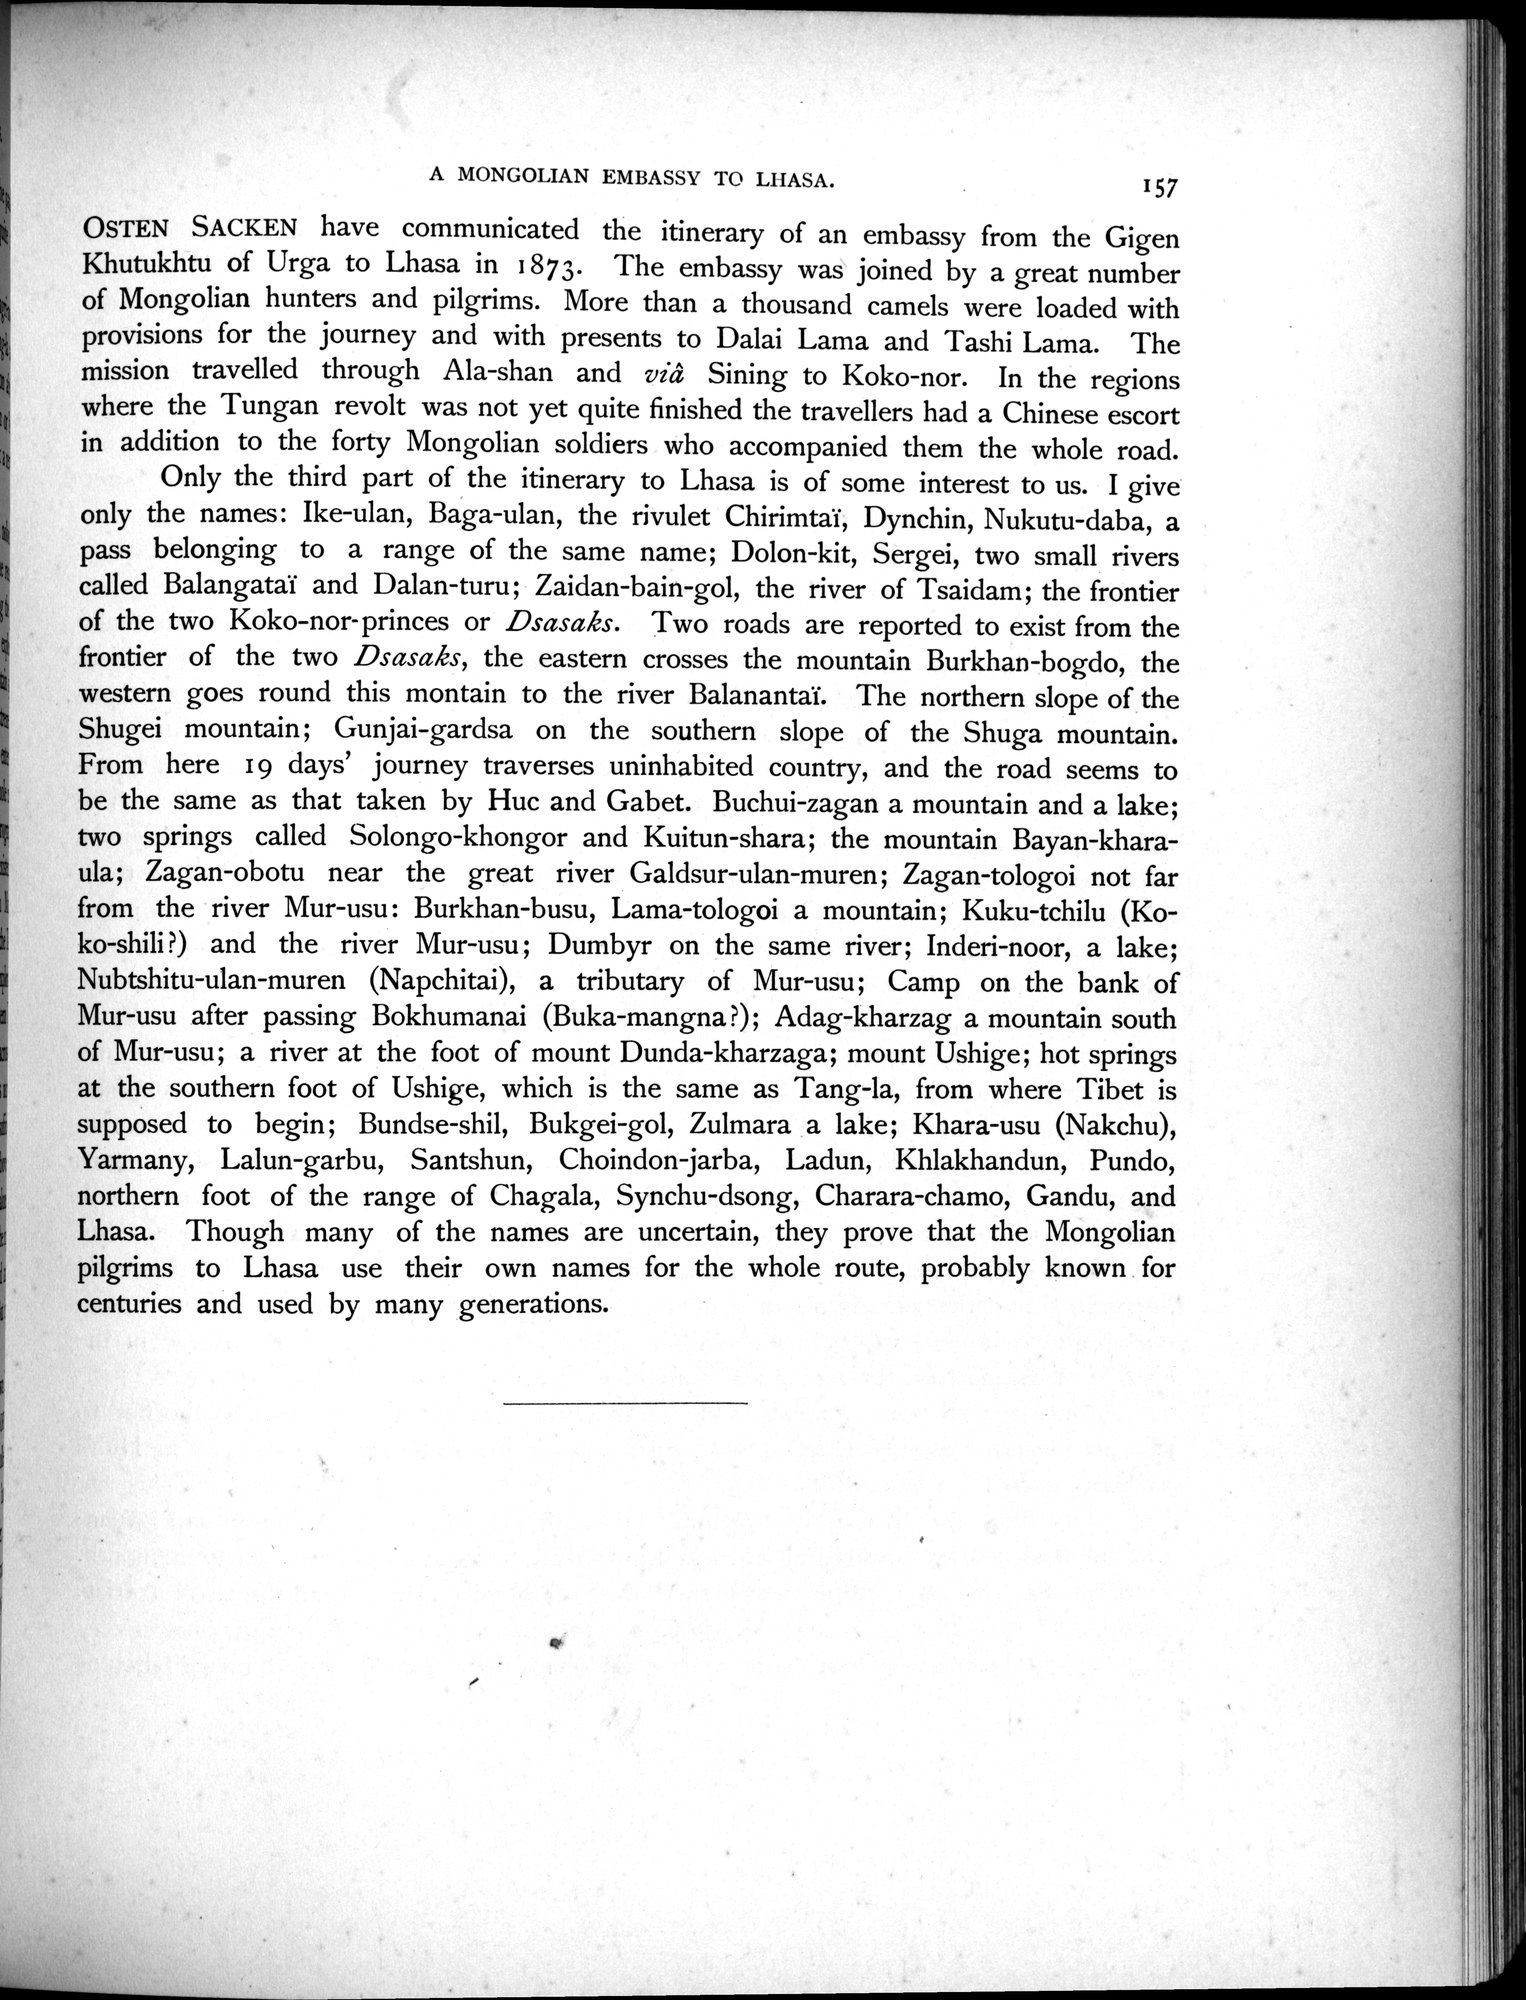 A MONGOLIAN EMBASSY TO LHASA. 157
OSTEN SACKEN have communicated the itinerary of an embassy from the Gigen
Khutukhtu of Urga to Lhasa in 1873. The embassy was joined by a great number
of Mongolian hunters and pilgrims. More than a thousand camels were loaded with
provisions for the journey and with presents to Dalai Lama and Tashi Lama. The
mission travelled through Ala-shan and viâ Sining to Koko-nor. In the regions
where the Tungan revolt was not yet quite finished the travellers had a Chinese escort
in addition to the forty Mongolian soldiers who accompanied them the whole road.
Only the third part of the itinerary to Lhasa is of some interest to us. I give
only the names: Ike-ulan, Baga-ulan, the rivulet Chirimtaï, Dynchin, Nukutu-daba, a
pass belonging to a range of the same name; Dolon-kit, Sergei, two small rivers
called Balangataï and Dalan-turu; Zaidan-bain-gol, the river of Tsaidam; the frontier
of the two Koko-nor-princes or Dsasaks. Two roads are reported to exist from the
frontier of the two Dsasaks, the eastern crosses the mountain Burkhan-bogdo, the
western goes round this montain to the river Balanantaï. The northern slope of the
Shugei mountain; Gunjai-gardsa on the southern slope of the Shuga mountain.
From here 19 days' journey traverses uninhabited country, and the road seems to
be the same as that taken by Huc and Gabet. Buchui-zagan a mountain and a lake;
two springs called Solongo-khongor and Kuitun-shara; the mountain Bayan-khara-
ula; Zagan-obotu near the great river Galdsur-ulan-muren; Zagan-tologoi not far
from the river Mur-usu: Burkhan-busu, Lama-tologoi a mountain; Kuku-tchilu (Ko-
ko-shili?) and the river Mur-usu; Dumbyr on the same river; Inderi-noor, a lake;
Nubtshitu-ulan-muren (Napchitai), a tributary of Mur-usu; Camp on the bank of
Mur-usu after passing Bokhumanai (Buka-mangna?); Adag-kharzag a mountain south
of Mur-usu; a river at the foot of mount Dunda-kharzaga; mount Ushige; hot springs
at the southern foot of Ushige, which is the same as Tang-la, from where Tibet is
supposed to begin; Bundse-shil, Bukgei-gol, Zulmara a lake; Khara-usu (Nakchu),
Yarmany, Lalun-garbu, Santshun, Choindon-jarba, Ladun, Khlakhandun, Pundo,
northern foot of the range of Chagala, Synchu-dsong, Charara-chamo, Gandu, and
Lhasa. Though many of the names are uncertain, they prove that the Mongolian
pilgrims to Lhasa use their own names for the whole route, probably known for
centuries and used by many generations.